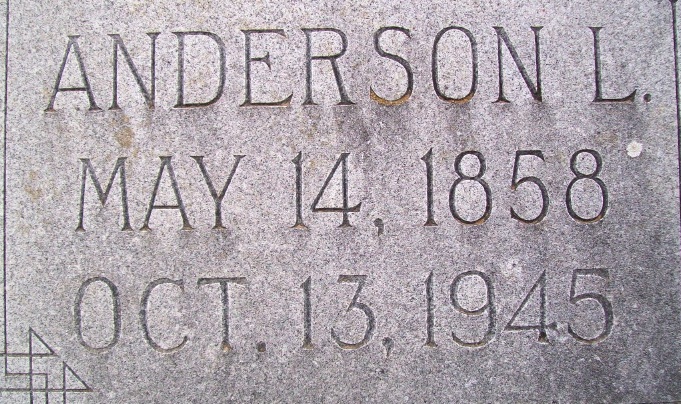 ANDERSON L.
MAY 14, 1858
OCT. 13, 1945